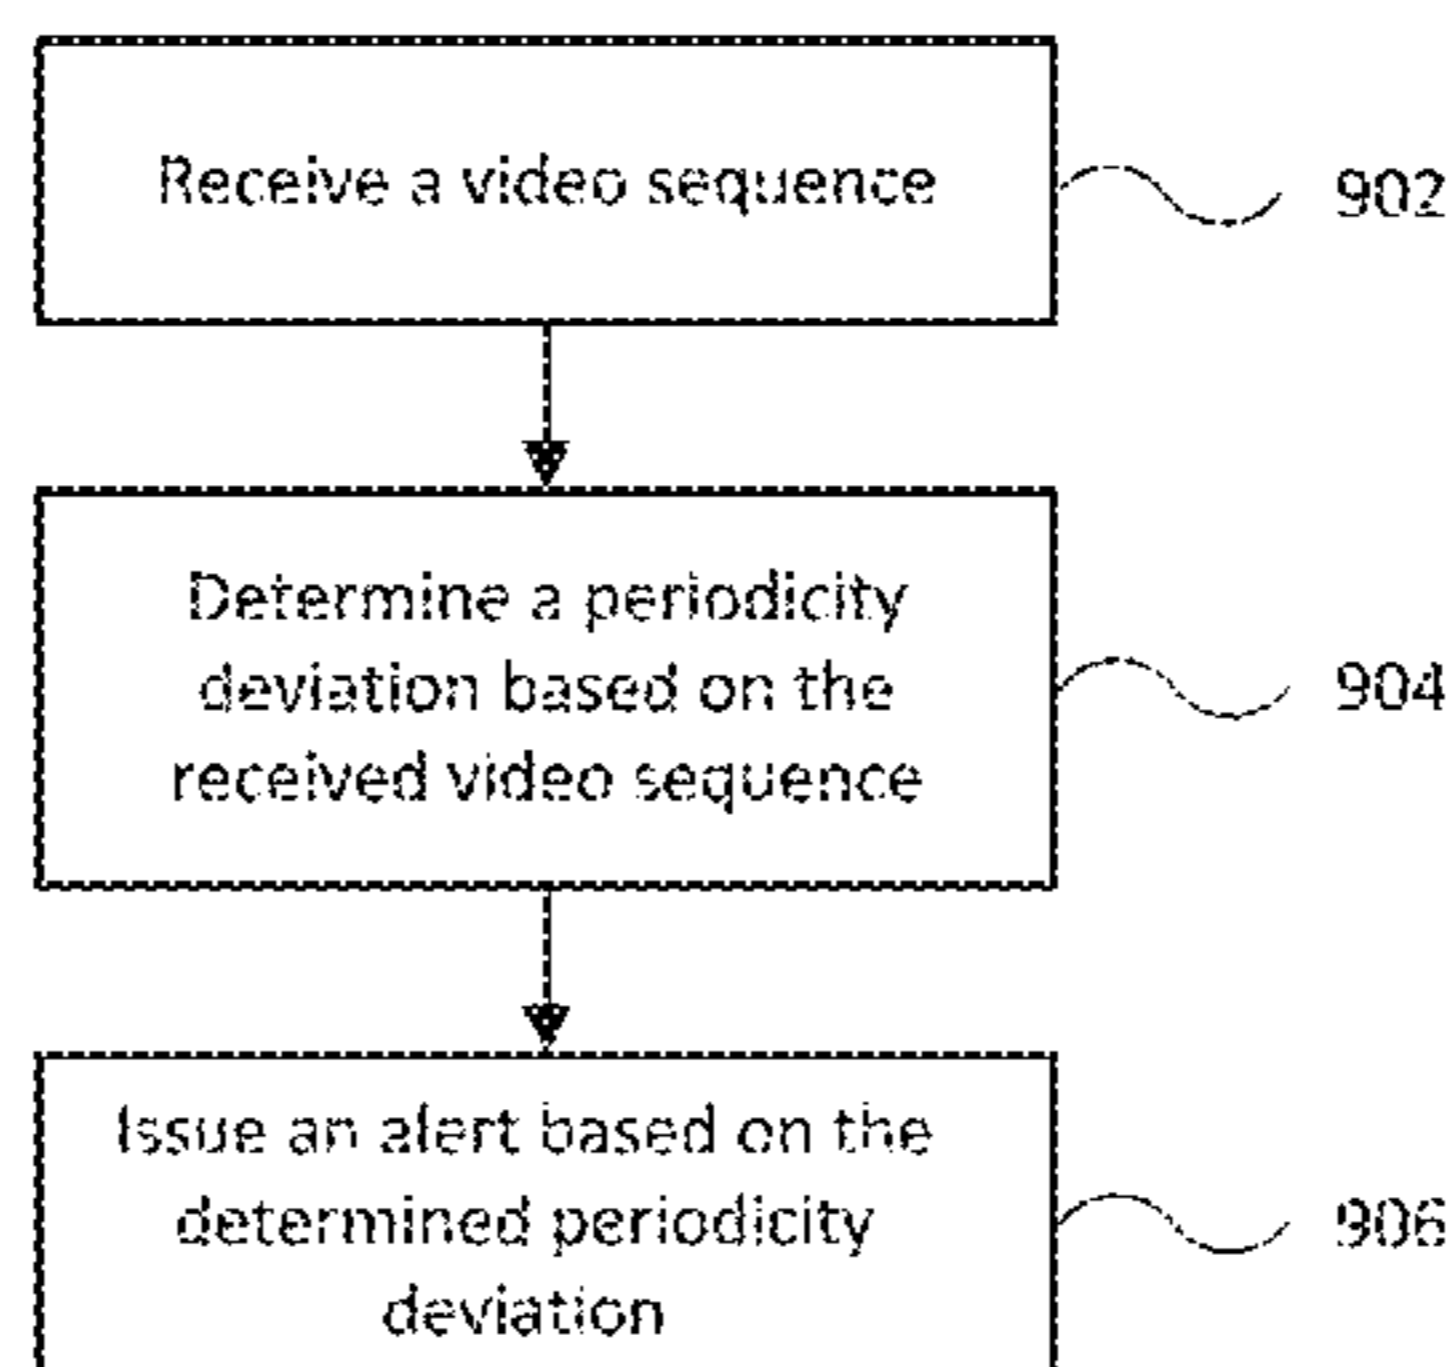 Receive a video sequence
902
Determine a periodicity
deviation based on the
received video sequence
904
Issue an alert based on the
determined periodicity
deviation
906